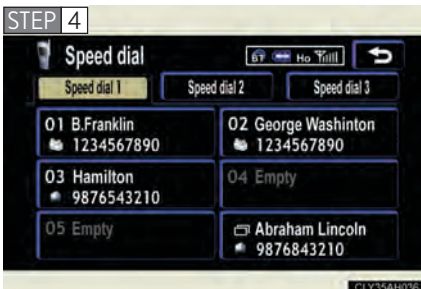 STEP 4
Speed dial
BT Ho
Speed dial 1 Speed dial 2 Speed dial 3
01 B.Franklin
1234567890
02 George Washinton
1234567890
03 Hamilton
9876543210
04 Empty
05 Empty
Abraham Lincoln
9876843210
CLY35AH036